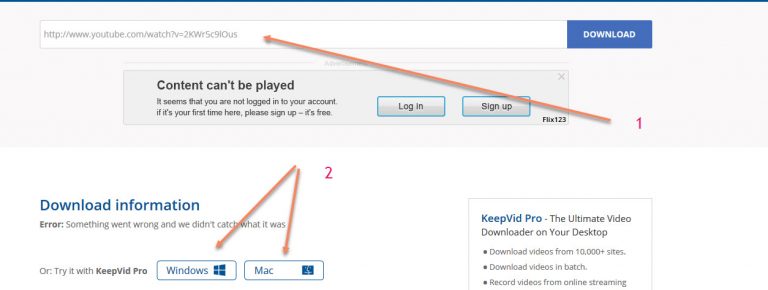 http://www.youtube.com/watch?v=2KWr5c9lOus
DOWNLOAD
Advertisement
Content can't be played
It seems that you are not logged in to your account.
if it's your first time here, please sign up – it's free.
Log in
Sign up
Flix123
1
2
Download information
Error: Something went wrong and we didn't catch what it was
Or: Try it with KeepVid Pro
Windows
Mac
KeepVid Pro - The Ultimate Video
Downloader on Your Desktop
Download videos from 10,000+ sites.
Download videos in batch.
Record videos from online streaming